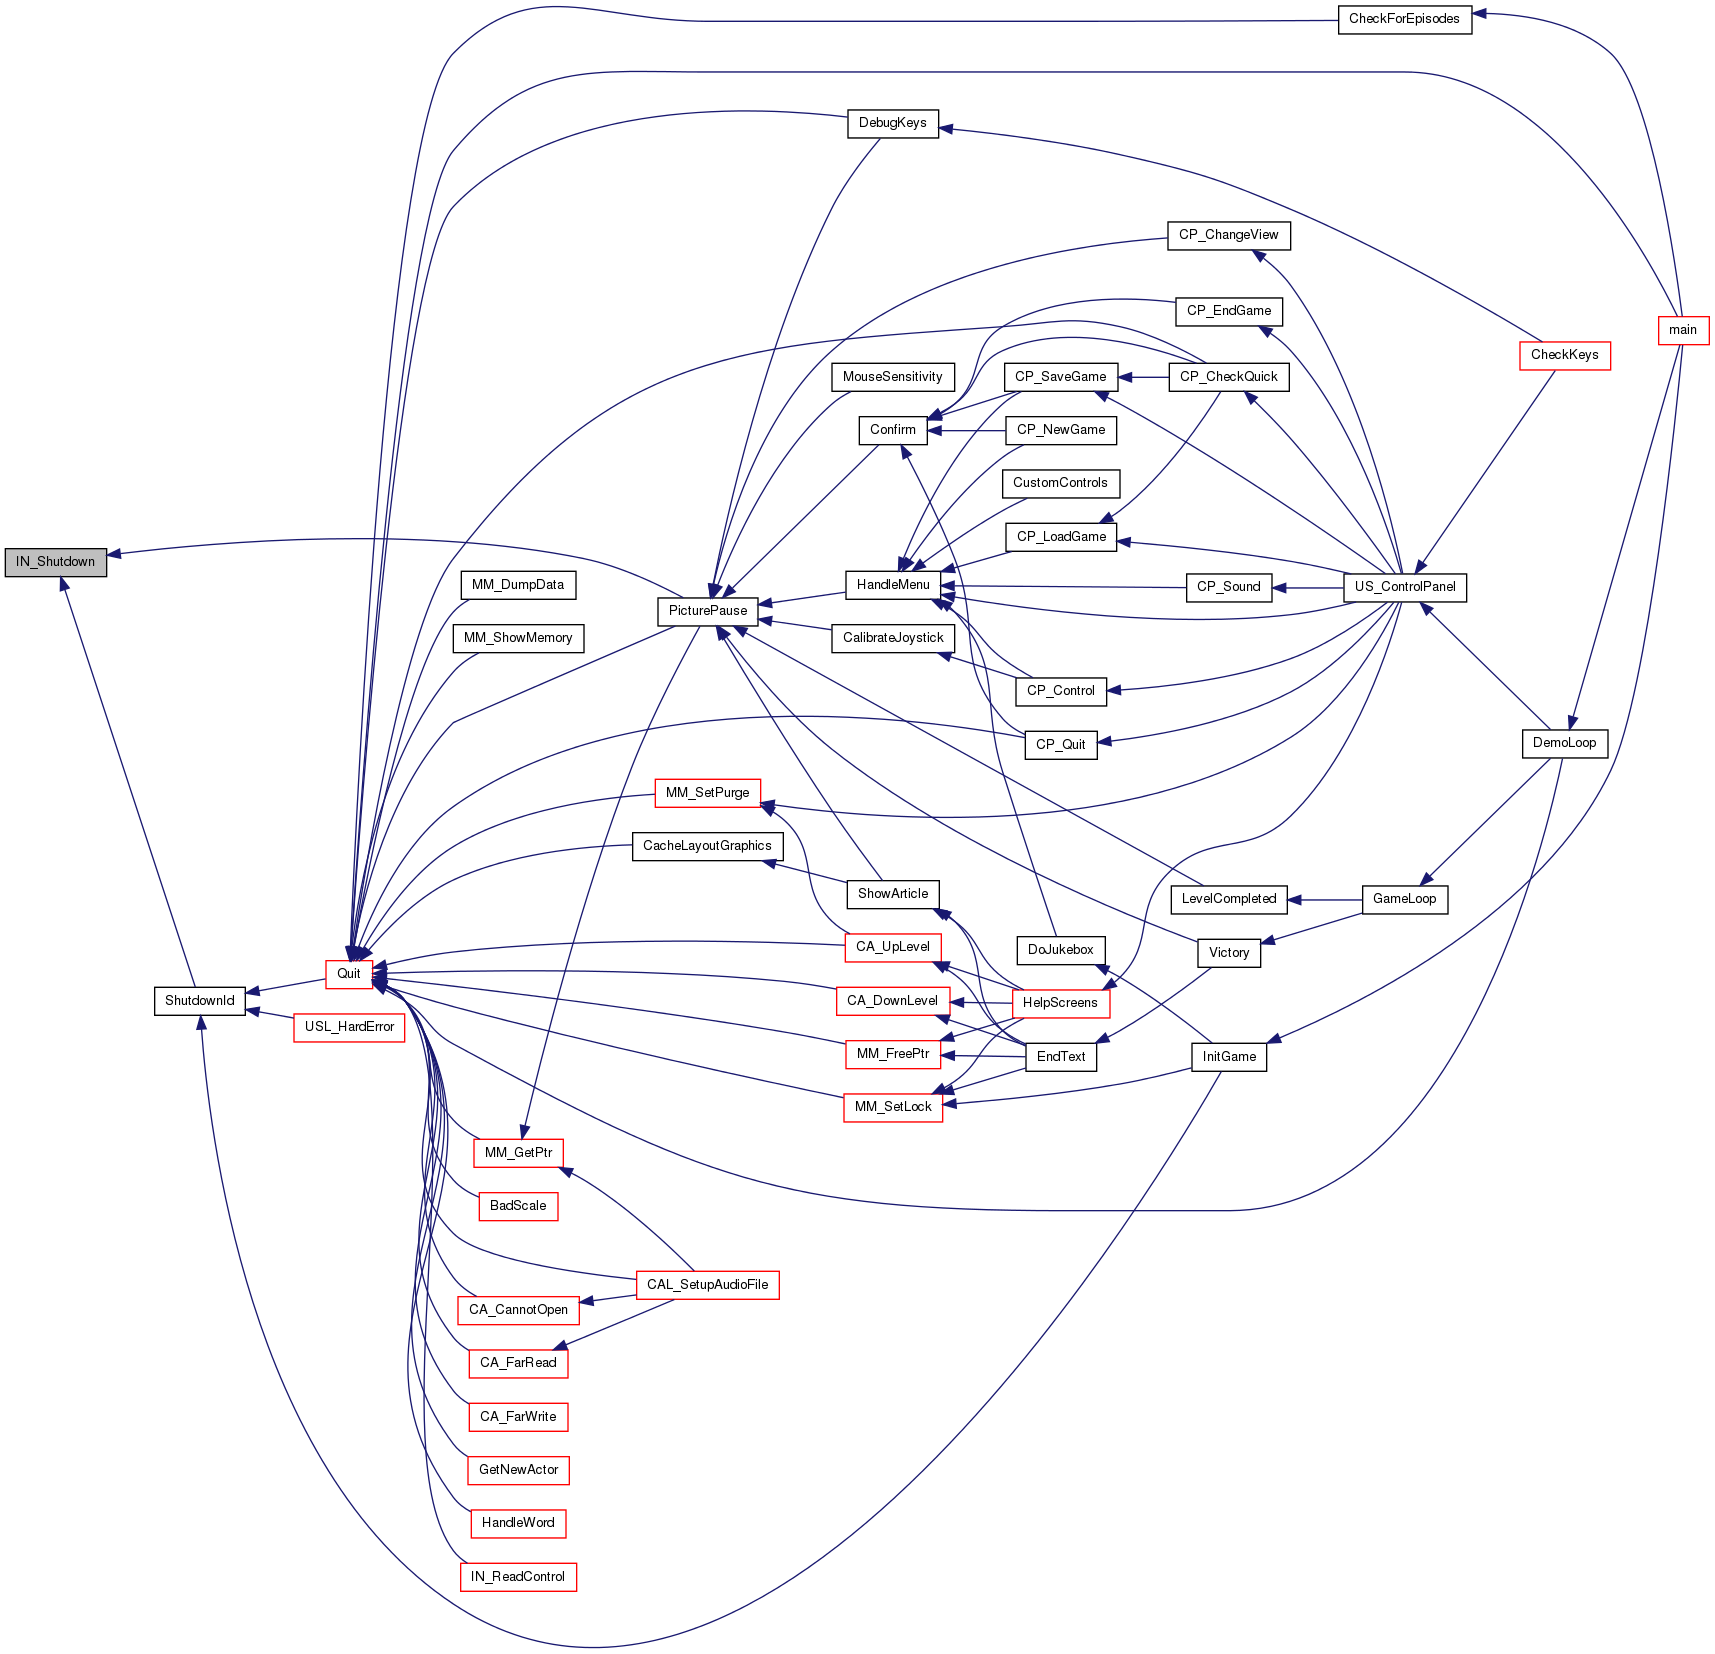 CheckForEpisodes
DebugKeys
CP_ChangeView
CP_EndGame
main
CheckKeys
MouseSensitivity
CP_SaveGame
CP_CheckQuick
Confirm
CP_NewGame
CustomControls
CP_LoadGame
IN_Shutdown
MM_DumpData
HandleMenu
CP_Sound
US_ControlPanel
PicturePause
MM_ShowMemory
CalibrateJoystick
CP_Control
CP_Quit
DemoLoop
MM_SetPurge
CacheLayoutGraphics
ShowArticle
LevelCompleted
GameLoop
CA_UpLevel
DoJukebox
Victory
Quit
ShutdownId
CA_DownLevel
HelpScreens
USL_HardError
MM_FreePtr
EndText
InitGame
MM_SetLock
MM_GetPtr
BadScale
CAL_SetupAudioFile
CA_CannotOpen
CA_FarRead
CA_FarWrite
GetNewActor
HandleWord
IN_ReadControl